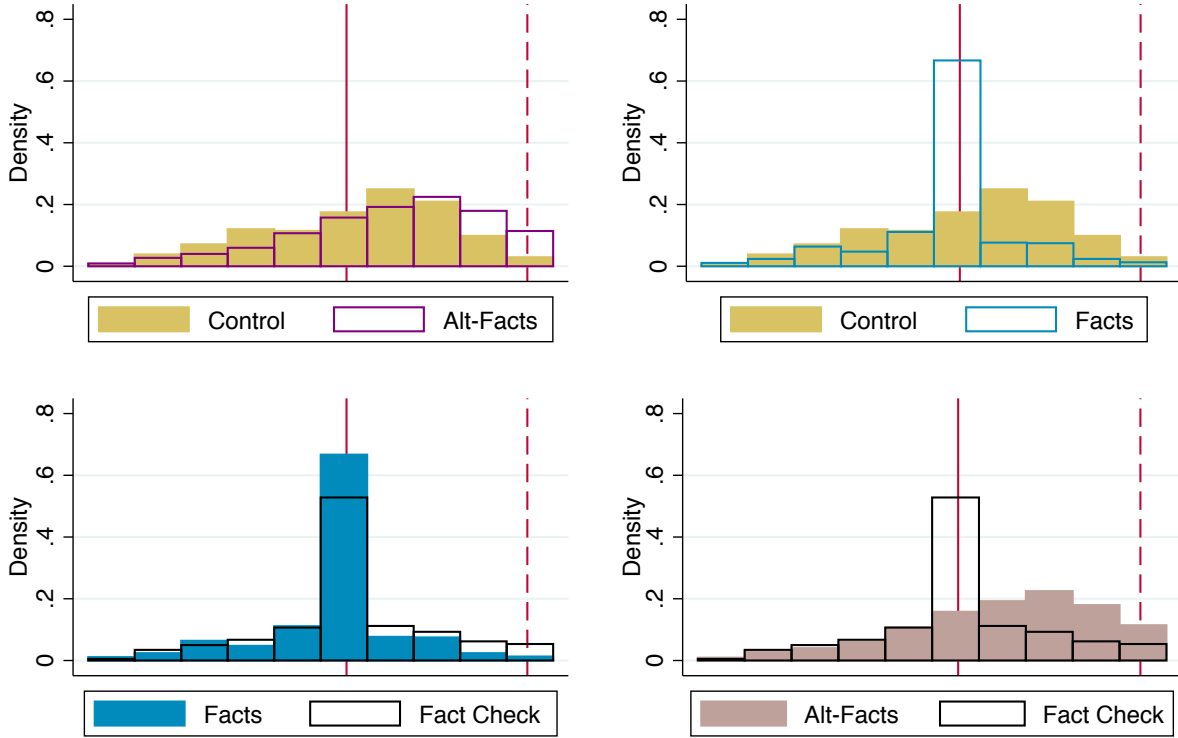 Density
.8
.6
.4
.2
0
Control
Alt-Facts
Density
.8
.6
.4
.2
0
Control
Facts
Density
.8
.6
.4
.2
0
Facts
Fact Check
Density
.8
.6
.4
.2
0
Alt-Facts
Fact Check